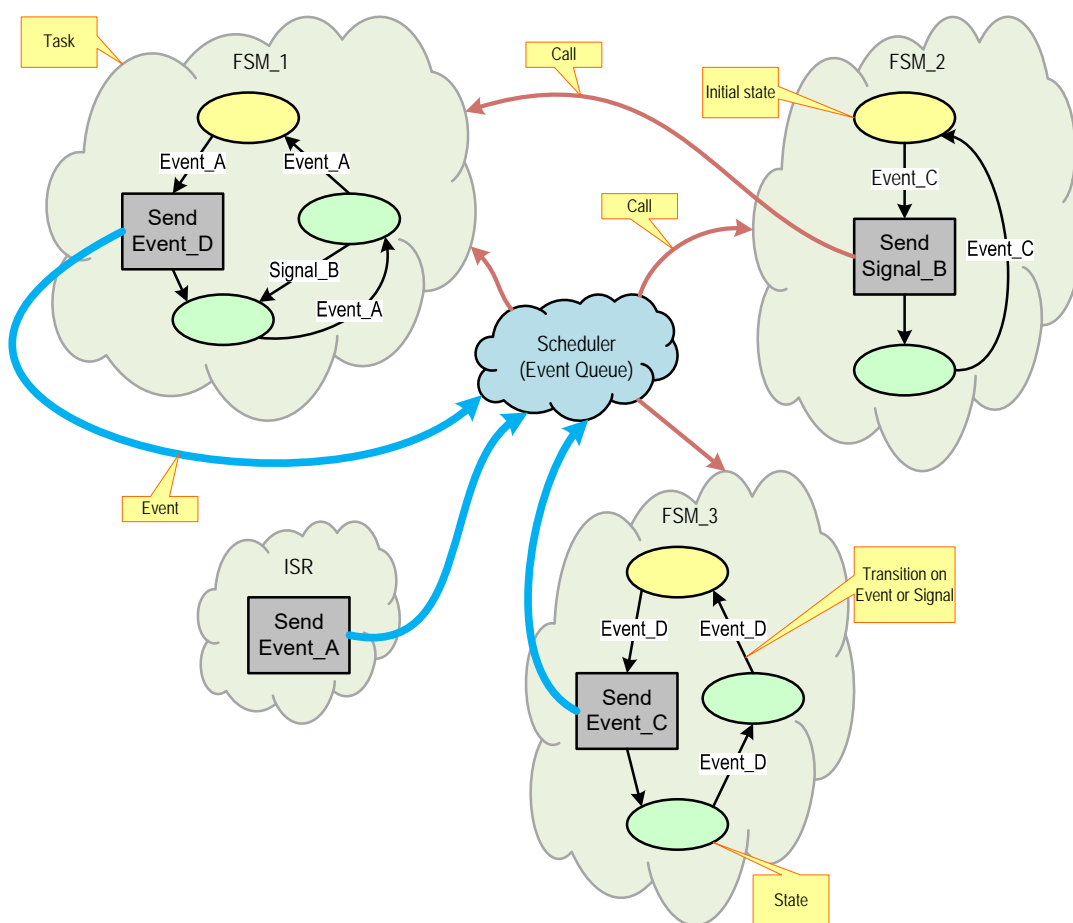 Task
FSM_1
Call
FSM_2
Initial state
Event_A
Event_A
Send
Event_D
Signal_B
Event_A
Call
Event_C
Send
Signal_B
Event_C
Scheduler
(Event Queue)
Event
ISR
Send
Event_A
FSM_3
Transition on
Event or Signal
Event_D
Event_D
Send
Event_C
Event_D
State